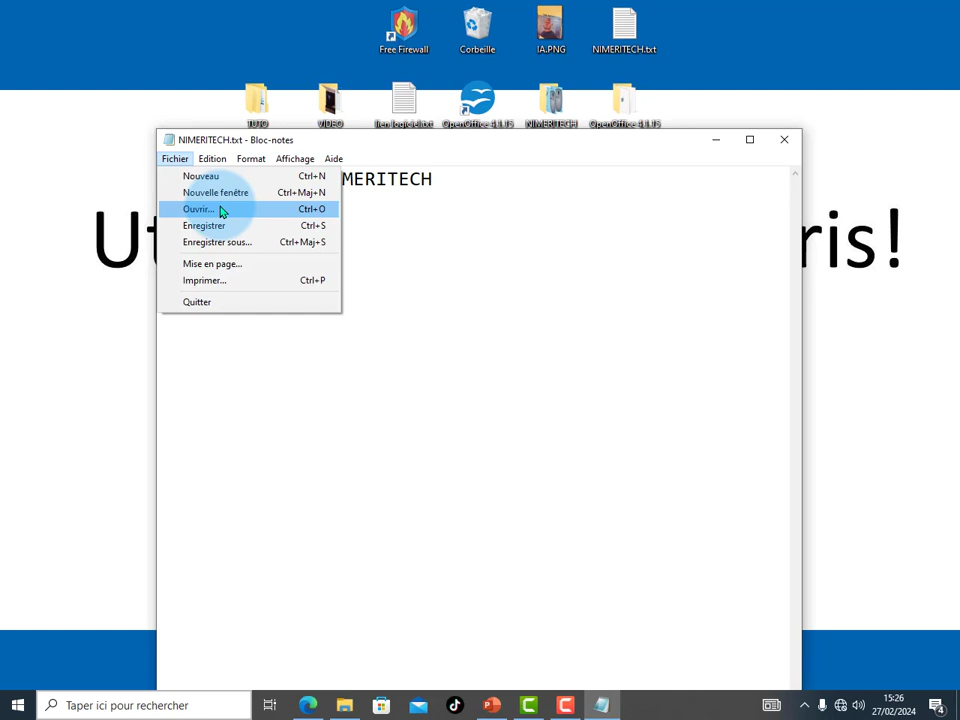 Free Firewall
Corbeille
IA.PNG
NIMERITECH.txt
TUTO
VIDEO
lien logiciel.txt
OpenOffice 4.1.15
NIMERITECH
OpenOffice 4.1.15
NIMERITECH.txt - Bloc-notes
Fichier Edition Format Affichage Aide
MERITECH
Nouveau Ctrl+N
Nouvelle fenêtre Ctrl+Maj+N
Ouvrir... Ctrl+O
Enregistrer Ctrl+S
Enregistrer sous... Ctrl+Maj+S
Mise en page...
Imprimer... Ctrl+P
Quitter
Ut
ris!
Taper ici pour rechercher
15:26
27/02/2024
4